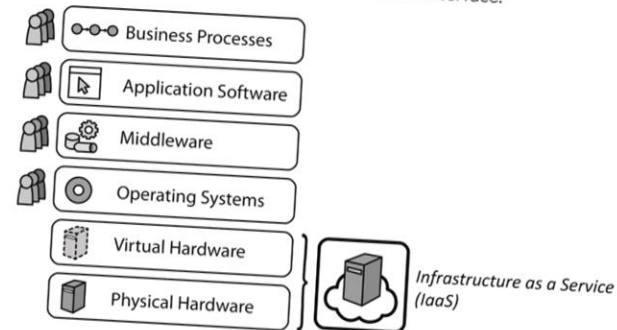 Business Processes
Application Software
Middleware
Operating Systems
Virtual Hardware
Physical Hardware
Infrastructure as a Service
(IaaS)